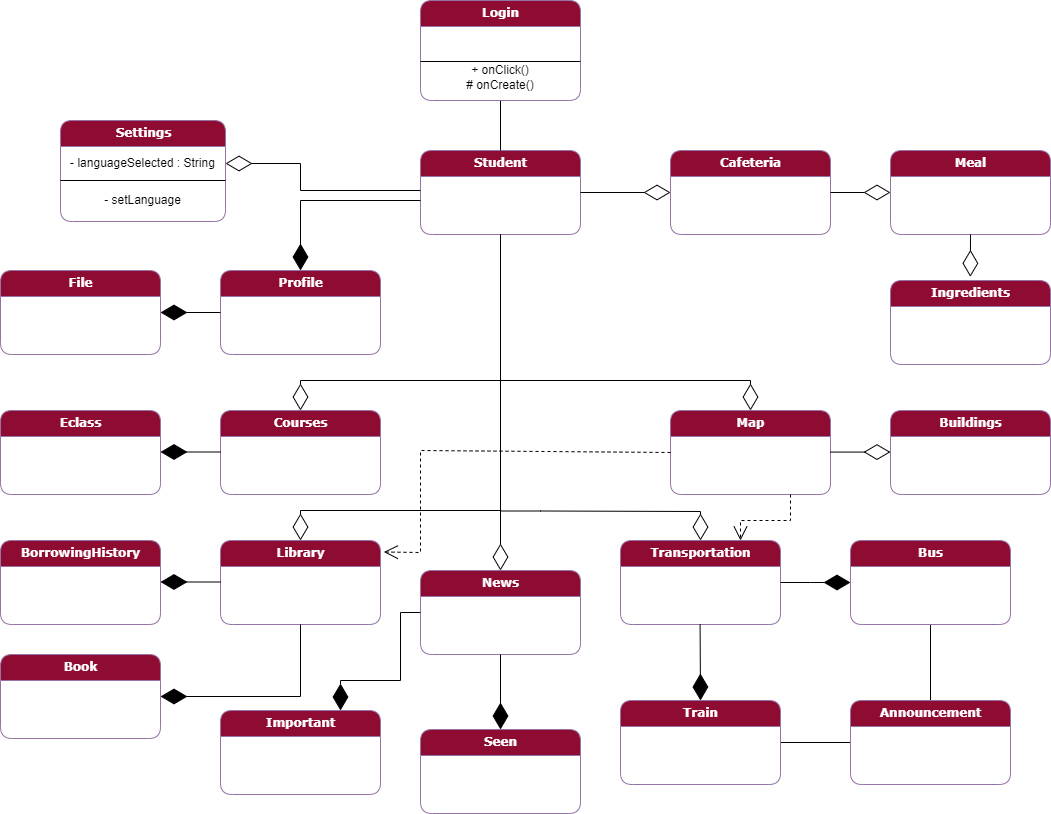 Login
+ onClick()
# onCreate()
Settings
- languageSelected : String
- setLanguage
Student
Cafeteria
Meal
File
Profile
Ingredients
Eclass
Courses
Map
Buildings
BorrowingHistory
Library
News
Transportation
Bus
Book
Important
Seen
Train
Announcement